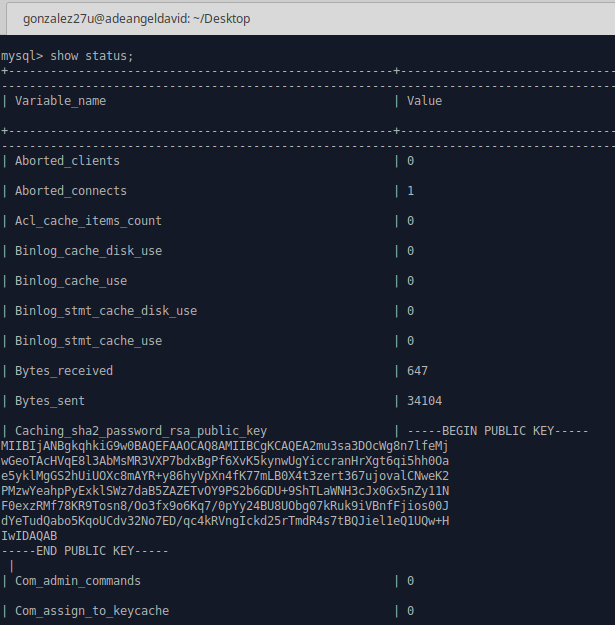 gonzalez27u@adeangeldavid: ~/Desktop
mysql> show status;
+-------------------------------------------------------+-------------------------------
----------------------------------------------------------------------------------------
| Variable_name | Value
+-------------------------------------------------------+-------------------------------
----------------------------------------------------------------------------------------
| Aborted_clients | 0
| Aborted_connects | 1
| Acl_cache_items_count | 0
| Binlog_cache_disk_use | 0
| Binlog_cache_use | 0
| Binlog_stmt_cache_disk_use | 0
| Binlog_stmt_cache_use | 0
| Bytes_received | 647
| Bytes_sent | 34104
| Caching_sha2_password_rsa_public_key | -----BEGIN PUBLIC KEY-----
MIIBIjANBgkqhkiG9w0BAQEFAAOCAQ8AMIIBCgKCAQEA2mu3sa3DOcWg8n7lfeMj
wGeoTAcHVqE8l3AbMsMR3VXP7bdxBgPf6XvK5kynwUgYiccranHrXgt6qi5hh0Oa
e5yklMgGS2hUiUOXc8mAYR+y86hyVpXn4fK77mLB0X4t3zert367ujovalCNweK2
PMzwYeahpPyExklSWz7daB5ZAZETvOY9PS2b6GDU+9ShTLaWNH3cJx0Gx5nZy11N
F0exzRMf78KR9Tosn8/Oo3fx9o6Kq7/0pYy24BU8UObg07kRuk9iVBnfFjios00J
dYeTudQabo5KqoUCdv32No7ED/qc4kRVngIckd25rTmdR4s7tBQJiel1eQ1UQw+H
IwIDAQAB
-----END PUBLIC KEY-----
|
| Com_admin_commands | 0
| Com_assign_to_keycache | 0